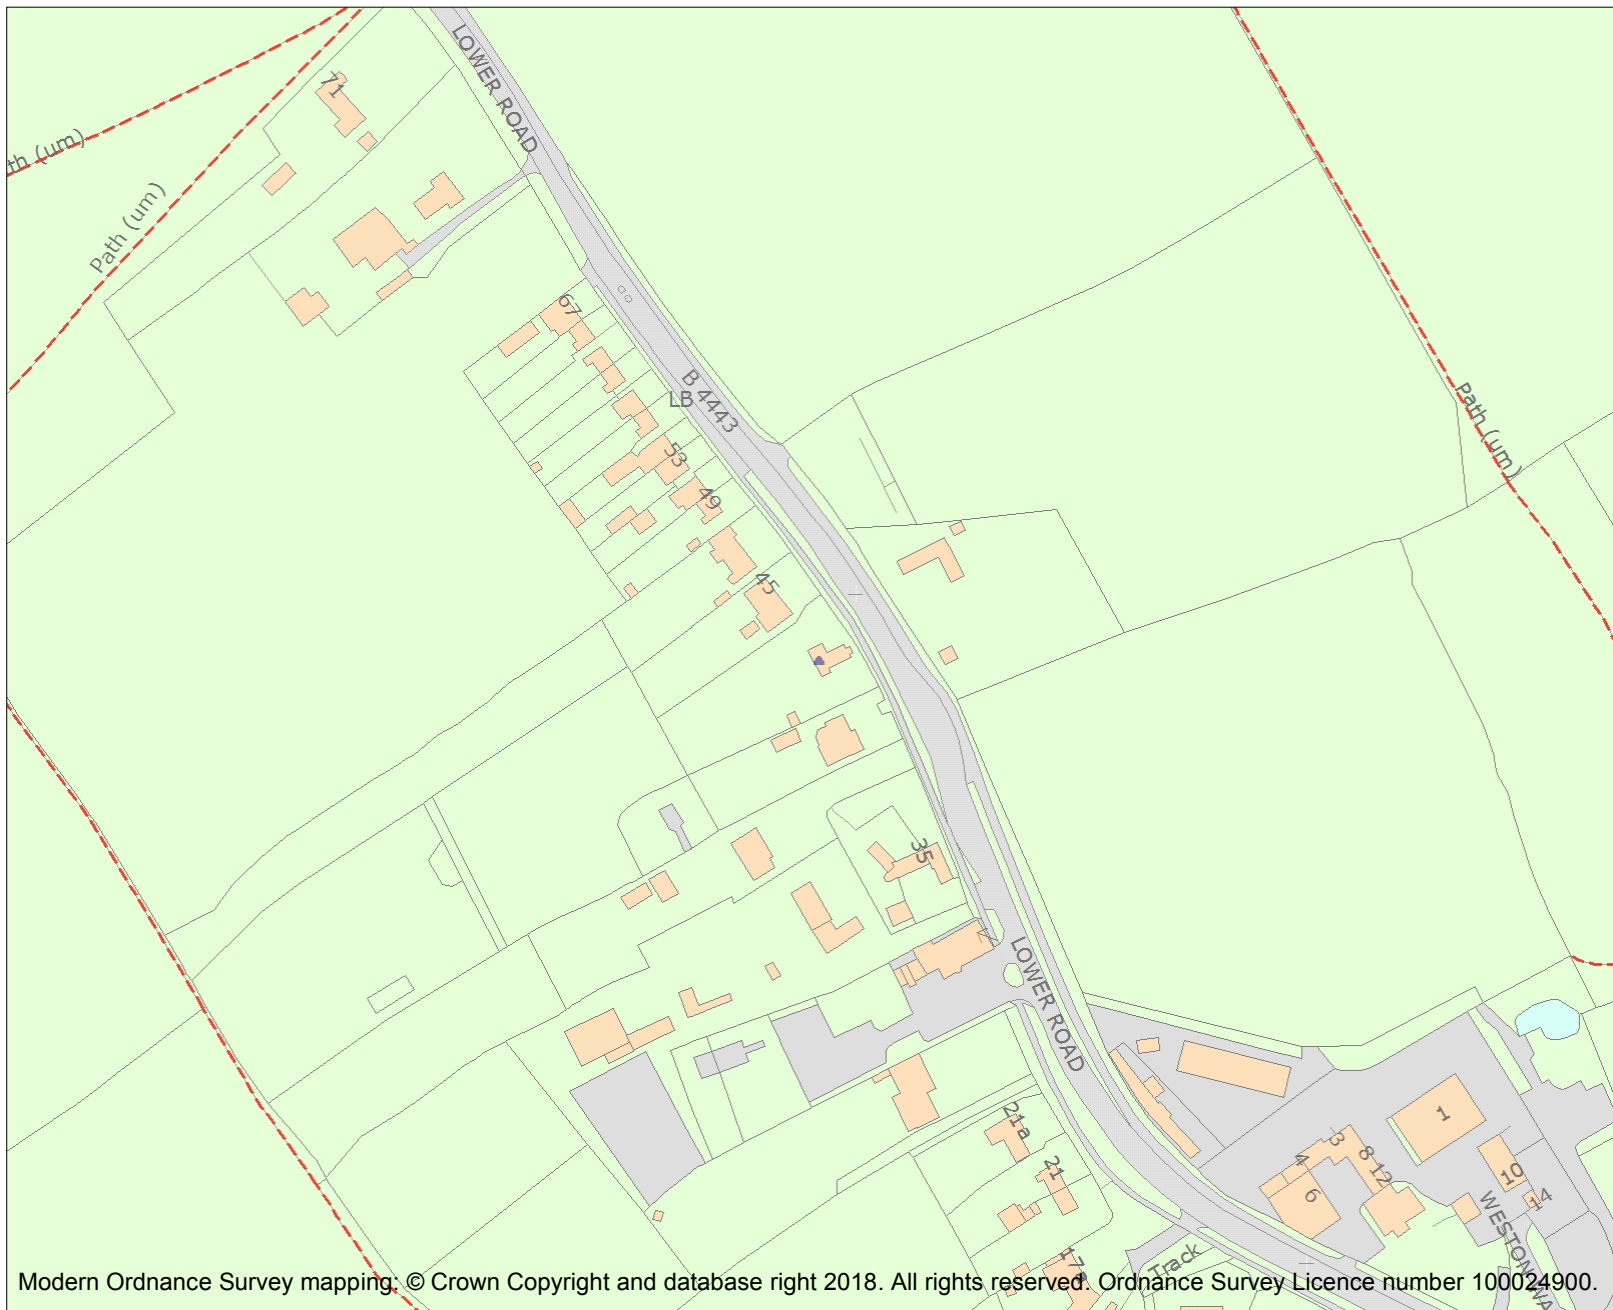 LOWER ROAD
71
th (um)
Path (um)
67
B 4443
LB
Path (um)
53
49
45
35
LOWER ROAD
21a
1
3
4
8
12
21
6
10
14
WESTON WA
17a
Track
Modern Ordnance Survey mapping: © Crown Copyright and database right 2018. All rights reserved. Ordnance Survey Licence number 100024900.